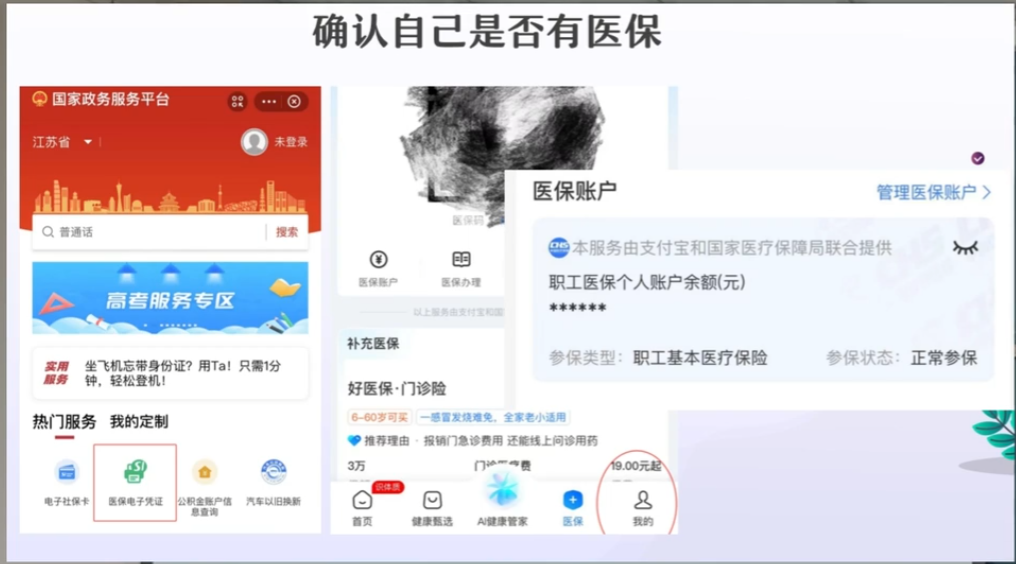 确认自己是否有医保
国家政务服务平台
江苏省
未登录
普通话
搜索
高考服务专区
实用
服务
坐飞机忘带身份证？用Ta！只需1分
钟，轻松登机！
热门服务 我的定制
电子社保卡
医保电子凭证
公积金账户信
息查询
汽车以旧换新
医保码
医保账户
医保办理
以上服务由支付宝和国
补充医保
好医保·门诊险
6-60岁可买
一感冒发烧难免。全家老小适用
推荐理由 · 报销门急诊费用 还能线上问诊用药
3万
19.00元起
识体质
首页
健康甄选
AI健康管家
医保
我的
医保账户
管理医保账户
CHS
本服务由支付宝和国家医疗保障局联合提供
职工医保个人账户余额(元)
******
参保类型: 职工基本医疗保险
参保状态: 正常参保